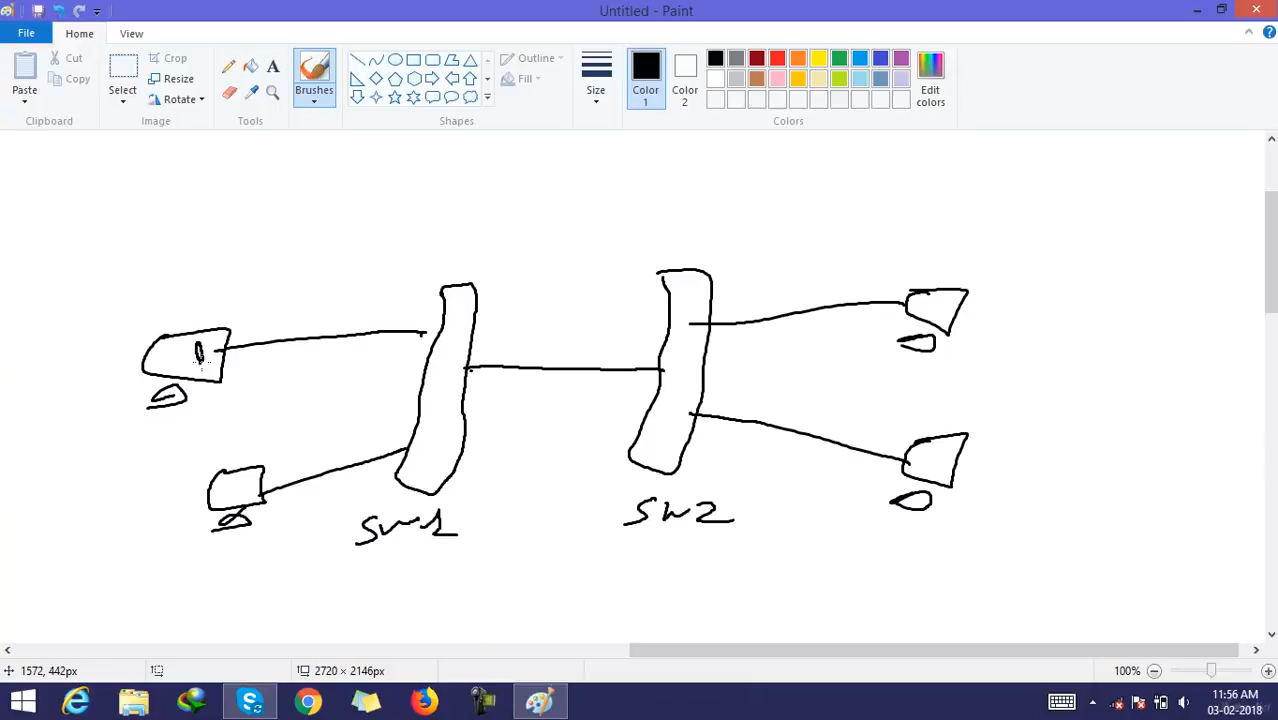 Untitled - Paint
File
Home
View
Paste
Cut
Copy
Clipboard
Select
Crop
Resize
Rotate
Image
Tools
Brushes
Shapes
Outline
Fill
Size
Color 1
Color 2
Edit colors
Colors
SW1
SW2
1572, 442px
2720 × 2146px
100%
11:56 AM
03-02-2018